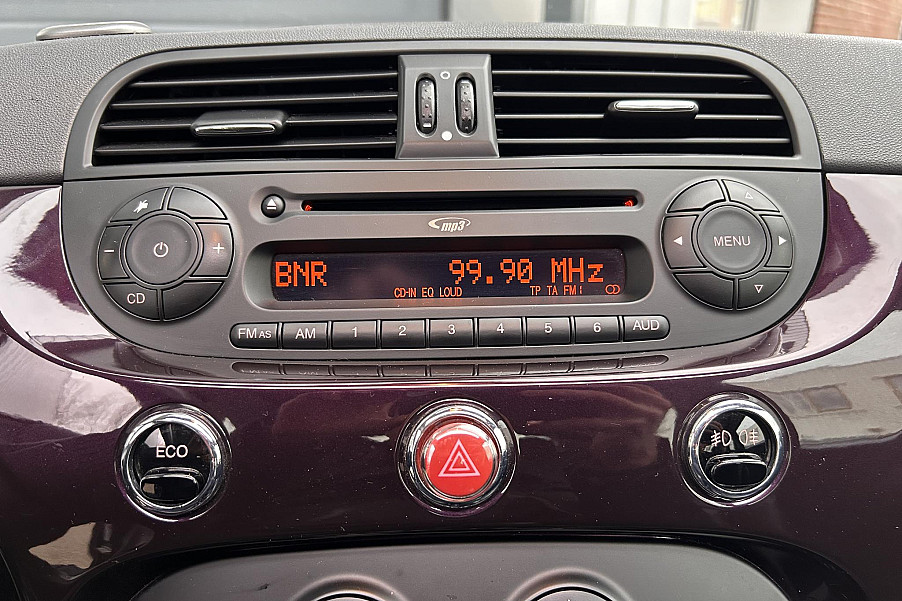 mp3
BNR 99.90 MHz
CD-IN EQ LOUD TP TA FM1
− +
CD
MENU
FM AS AM 1 2 3 4 5 6 AUD
ECO